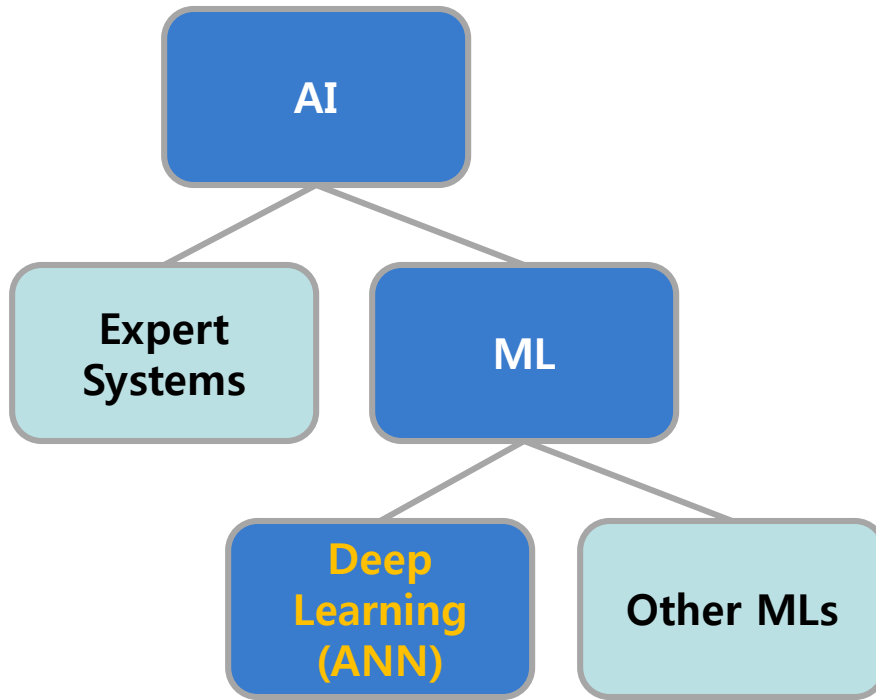 AI
Expert
Systems
ML
Deep
Learning
(ANN)
Other MLs